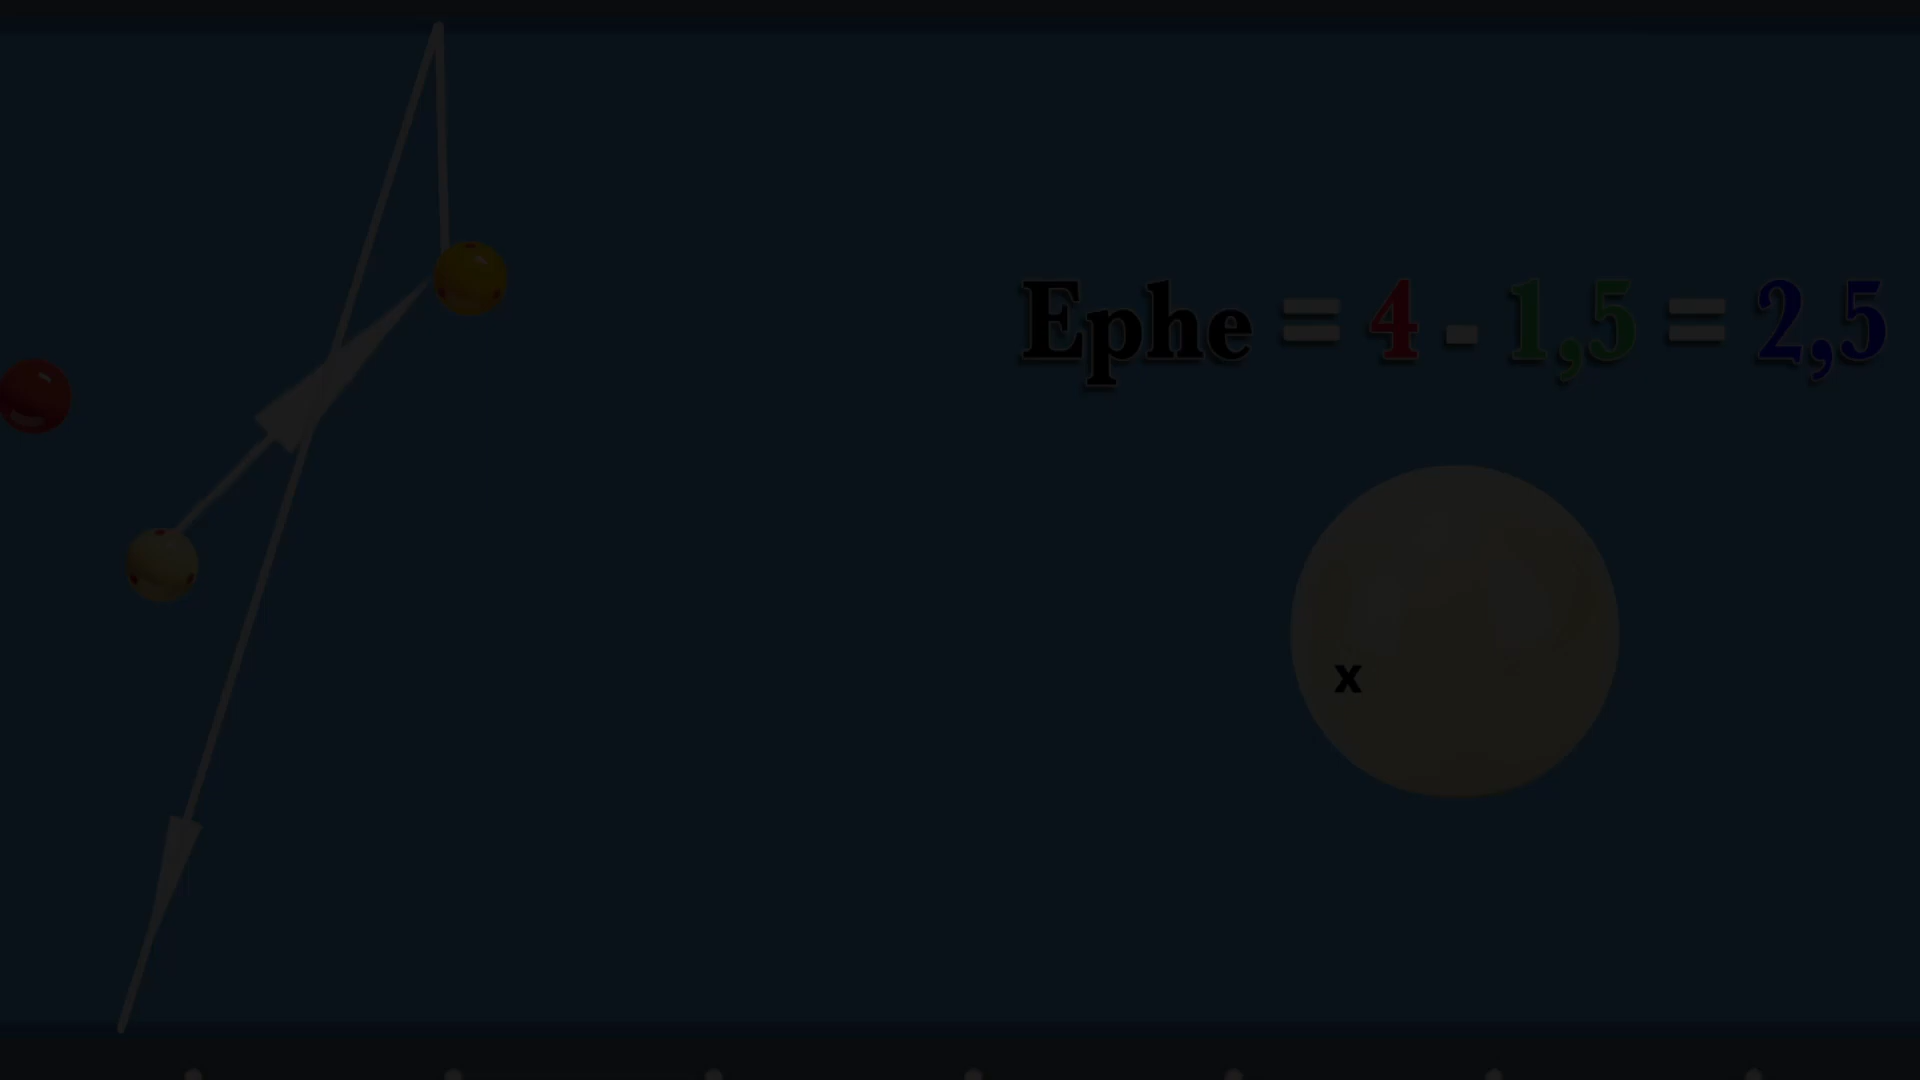 Ephe = 4 - 1,5 = 2,5
x